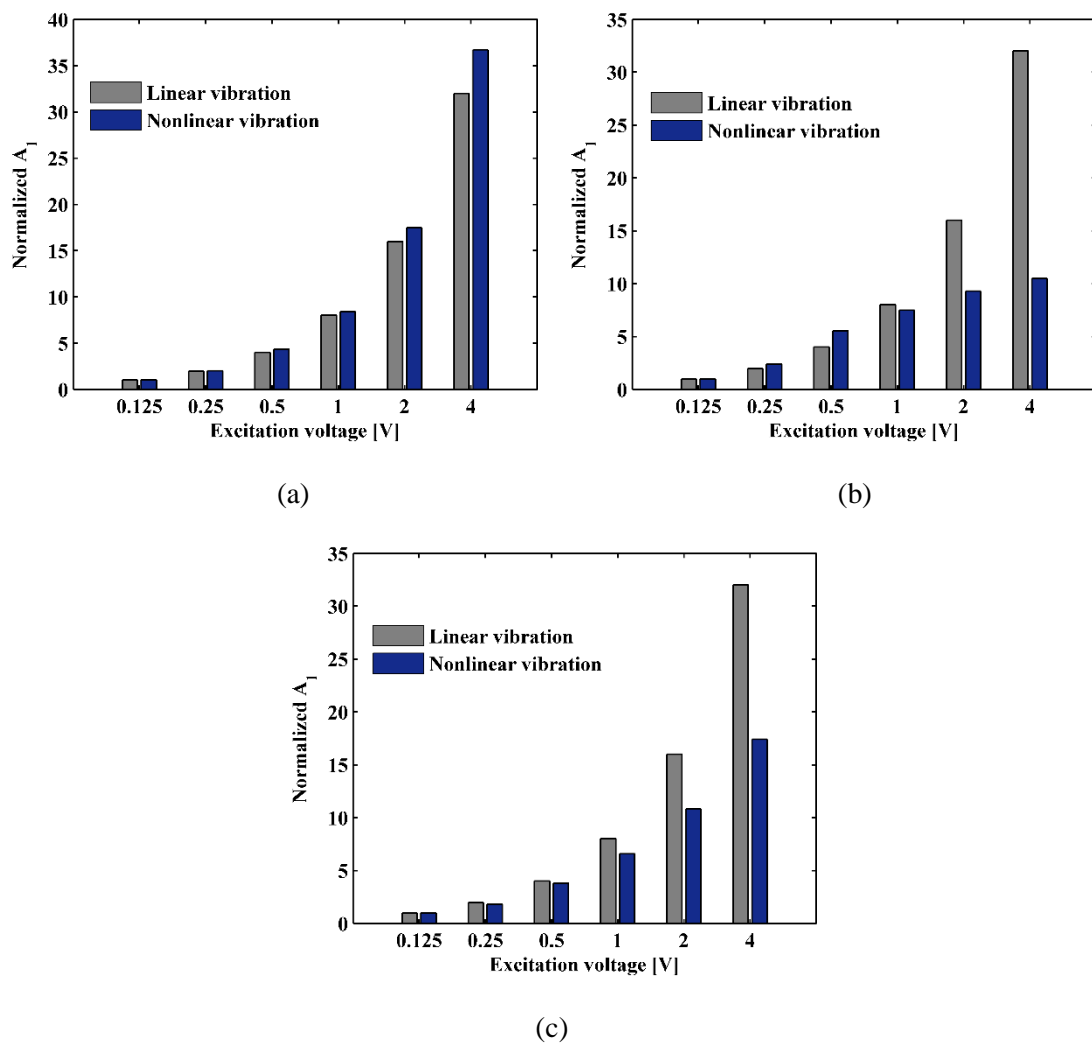 40
35
30
25
20
15
10
5
0
Normalized A1
Linear vibration
Nonlinear vibration
0.125 0.25 0.5 1 2 4
Excitation voltage [V]
(a)
35
30
25
20
15
10
5
0
Normalized A1
Linear vibration
Nonlinear vibration
0.125 0.25 0.5 1 2 4
Excitation voltage [V]
(b)
35
30
25
20
15
10
5
0
Normalized A1
Linear vibration
Nonlinear vibration
0.125 0.25 0.5 1 2 4
Excitation voltage [V]
(c)